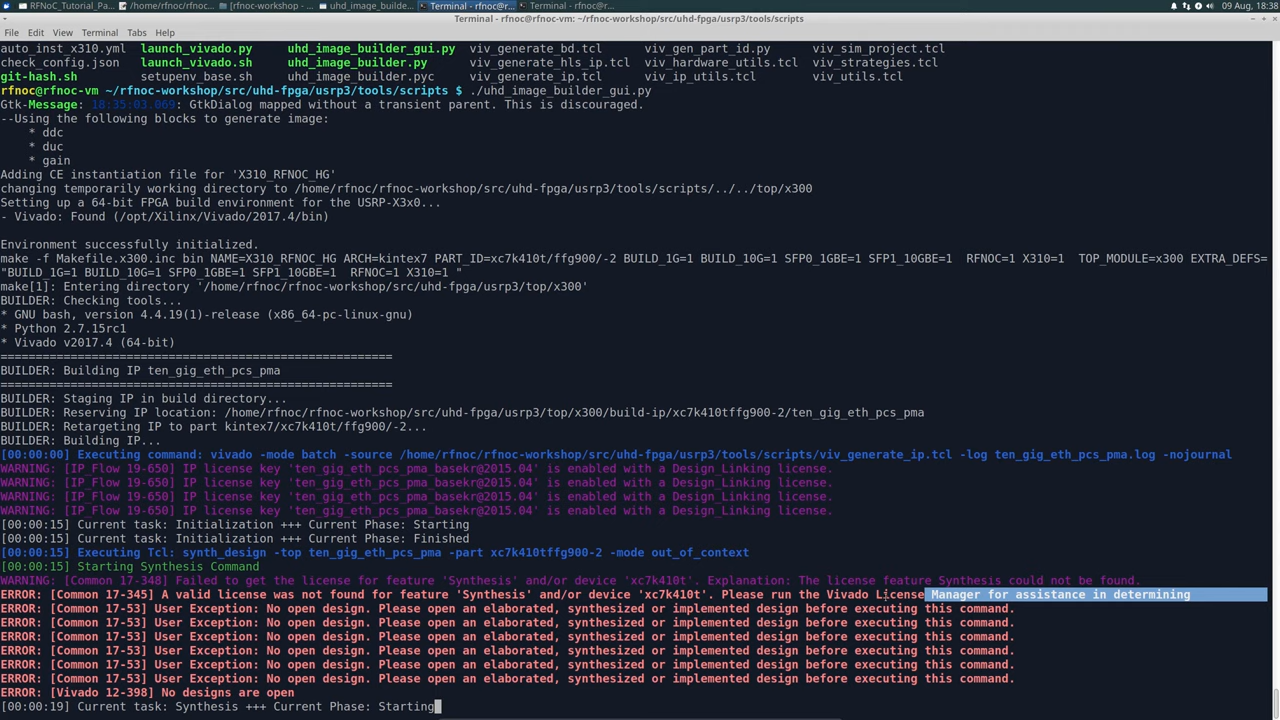 RFNoC_Tutorial_Pa...
/home/rfnoc/rfnoc...
[rfnoc-workshop - ...
uhd_image_builde...
Terminal - rfnoc@r...
Terminal - rfnoc@r...
09 Aug, 18:38
Terminal - rfnoc@rfnoc-vm: ~/rfnoc-workshop/src/uhd-fpga/usrp3/tools/scripts
File Edit View Terminal Tabs Help
auto_inst_x310.yml launch_vivado.py uhd_image_builder_gui.py viv_generate_bd.tcl viv_gen_part_id.py viv_sim_project.tcl
check_config.json launch_vivado.sh uhd_image_builder.py viv_generate_hls_ip.tcl viv_hardware_utils.tcl viv_strategies.tcl
git-hash.sh setupenv_base.sh uhd_image_builder.pyc viv_generate_ip.tcl viv_ip_utils.tcl viv_utils.tcl
rfnoc@rfnoc-vm ~/rfnoc-workshop/src/uhd-fpga/usrp3/tools/scripts $ ./uhd_image_builder_gui.py
Gtk-Message: 18:35:03.069: GtkDialog mapped without a transient parent. This is discouraged.
--Using the following blocks to generate image:
* ddc
* duc
* gain
Adding CE instantiation file for 'X310_RFNOC_HG'
changing temporarily working directory to /home/rfnoc/rfnoc-workshop/src/uhd-fpga/usrp3/tools/scripts/../../top/x300
Setting up a 64-bit FPGA build environment for the USRP-X3x0...
- Vivado: Found (/opt/Xilinx/Vivado/2017.4/bin)
Environment successfully initialized.
make -f Makefile.x300.inc bin NAME=X310_RFNOC_HG ARCH=kintex7 PART_ID=xc7k410t/ffg900/-2 BUILD_1G=1 BUILD_10G=1 SFP0_1GBE=1 SFP1_10GBE=1 RFNOC=1 X310=1 TOP_MODULE=x300 EXTRA_DEFS=
"BUILD_1G=1 BUILD_10G=1 SFP0_1GBE=1 SFP1_10GBE=1 RFNOC=1 X310=1 "
make[1]: Entering directory '/home/rfnoc/rfnoc-workshop/src/uhd-fpga/usrp3/top/x300'
BUILDER: Checking tools...
* GNU bash, version 4.4.19(1)-release (x86_64-pc-linux-gnu)
* Python 2.7.15rc1
* Vivado v2017.4 (64-bit)
========================================================
BUILDER: Building IP ten_gig_eth_pcs_pma
========================================================
BUILDER: Staging IP in build directory...
BUILDER: Reserving IP location: /home/rfnoc/rfnoc-workshop/src/uhd-fpga/usrp3/top/x300/build-ip/xc7k410tffg900-2/ten_gig_eth_pcs_pma
BUILDER: Retargeting IP to part kintex7/xc7k410t/ffg900/-2...
BUILDER: Building IP...
[00:00:00] Executing command: vivado -mode batch -source /home/rfnoc/rfnoc-workshop/src/uhd-fpga/usrp3/tools/scripts/viv_generate_ip.tcl -log ten_gig_eth_pcs_pma.log -nojournal
WARNING: [IP_Flow 19-650] IP license key 'ten_gig_eth_pcs_pma_basekr@2015.04' is enabled with a Design_Linking license.
WARNING: [IP_Flow 19-650] IP license key 'ten_gig_eth_pcs_pma_basekr@2015.04' is enabled with a Design_Linking license.
WARNING: [IP_Flow 19-650] IP license key 'ten_gig_eth_pcs_pma_basekr@2015.04' is enabled with a Design_Linking license.
WARNING: [IP_Flow 19-650] IP license key 'ten_gig_eth_pcs_pma_basekr@2015.04' is enabled with a Design_Linking license.
[00:00:15] Current task: Initialization +++ Current Phase: Starting
[00:00:15] Current task: Initialization +++ Current Phase: Finished
[00:00:15] Executing Tcl: synth_design -top ten_gig_eth_pcs_pma -part xc7k410tffg900-2 -mode out_of_context
[00:00:15] Starting Synthesis Command
WARNING: [Common 17-348] Failed to get the license for feature 'Synthesis' and/or device 'xc7k410t'. Explanation: The license feature Synthesis could not be found.
ERROR: [Common 17-345] A valid license was not found for feature 'Synthesis' and/or device 'xc7k410t'. Please run the Vivado License Manager for assistance in determining
ERROR: [Common 17-53] User Exception: No open design. Please open an elaborated, synthesized or implemented design before executing this command.
ERROR: [Common 17-53] User Exception: No open design. Please open an elaborated, synthesized or implemented design before executing this command.
ERROR: [Common 17-53] User Exception: No open design. Please open an elaborated, synthesized or implemented design before executing this command.
ERROR: [Common 17-53] User Exception: No open design. Please open an elaborated, synthesized or implemented design before executing this command.
ERROR: [Common 17-53] User Exception: No open design. Please open an elaborated, synthesized or implemented design before executing this command.
ERROR: [Common 17-53] User Exception: No open design. Please open an elaborated, synthesized or implemented design before executing this command.
ERROR: [Vivado 12-398] No designs are open
[00:00:19] Current task: Synthesis +++ Current Phase: Starting